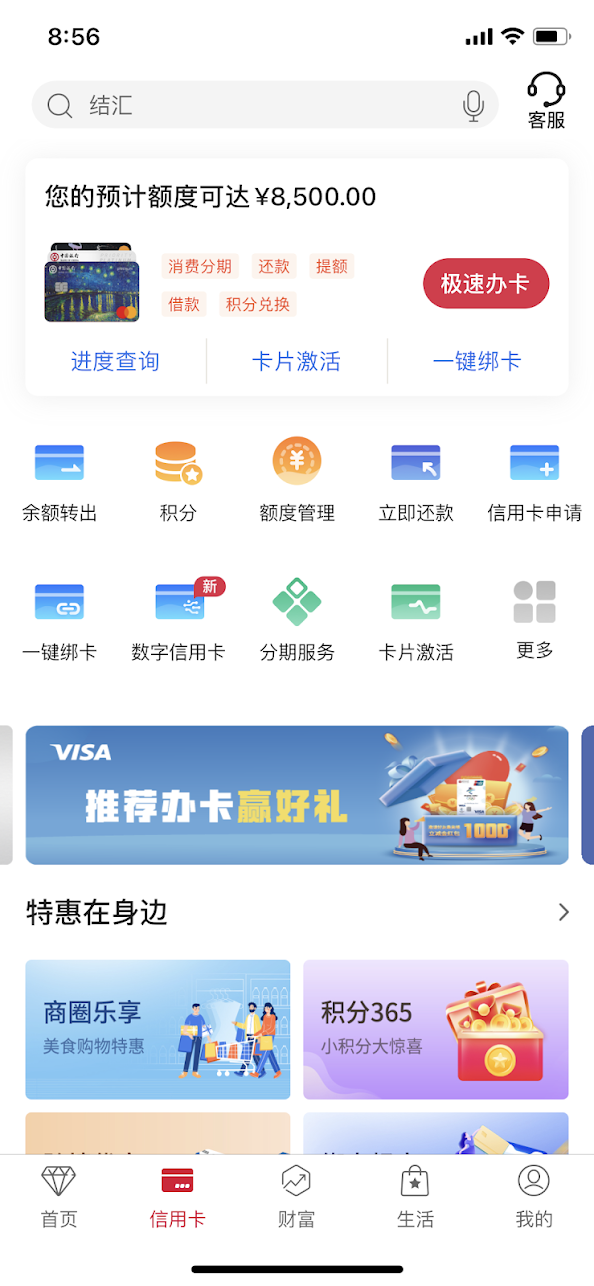 8:56
结汇
客服
您的预计额度可达 ¥8,500.00
消费分期 还款 提额
借款 积分兑换
极速办卡
进度查询 卡片激活 一键绑卡
余额转出 积分 额度管理 立即还款 信用卡申请
新
一键绑卡 数字信用卡 分期服务 卡片激活 更多
VISA
推荐办卡赢好礼
1000
特惠在身边
商圈乐享
美食购物特惠
积分365
小积分大惊喜
首页 信用卡 财富 生活 我的